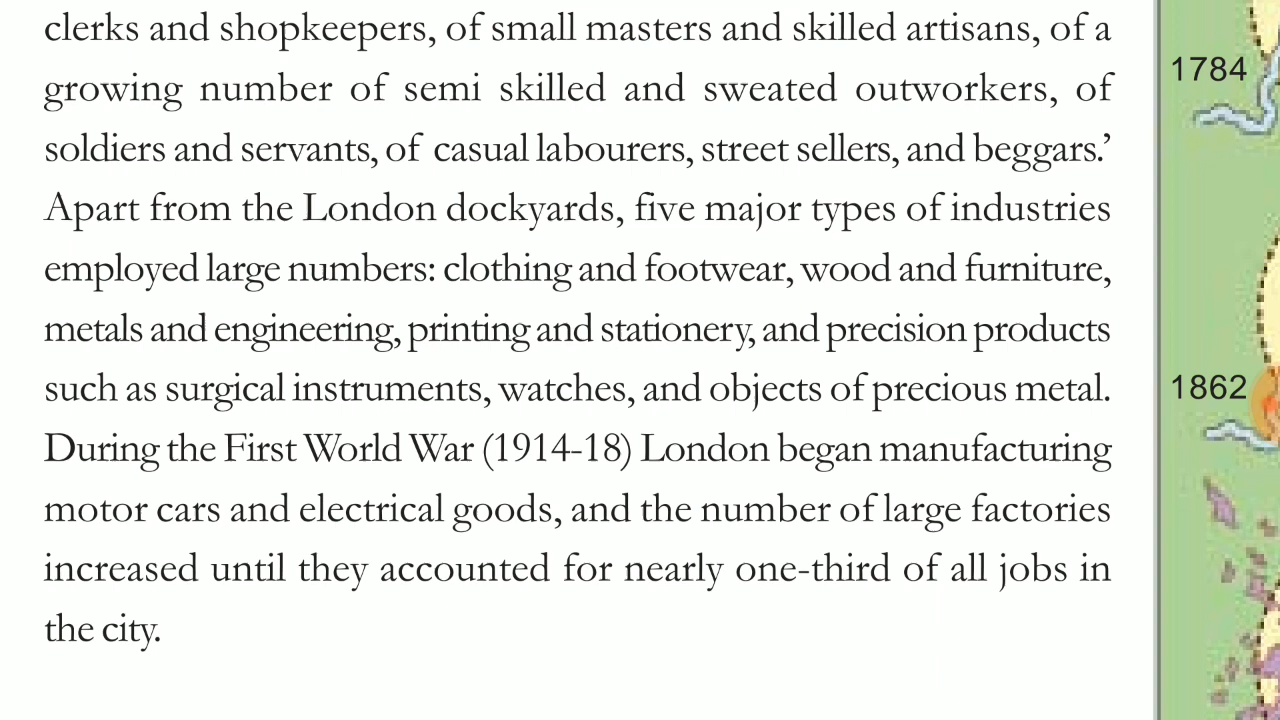 clerks and shopkeepers, of small masters and skilled artisans, of a
growing number of semi skilled and sweated outworkers, of
soldiers and servants, of casual labourers, street sellers, and beggars.’
Apart from the London dockyards, five major types of industries
employed large numbers: clothing and footwear, wood and furniture,
metals and engineering, printing and stationery, and precision products
such as surgical instruments, watches, and objects of precious metal.
During the First World War (1914-18) London began manufacturing
motor cars and electrical goods, and the number of large factories
increased until they accounted for nearly one-third of all jobs in
the city.
1784
1862